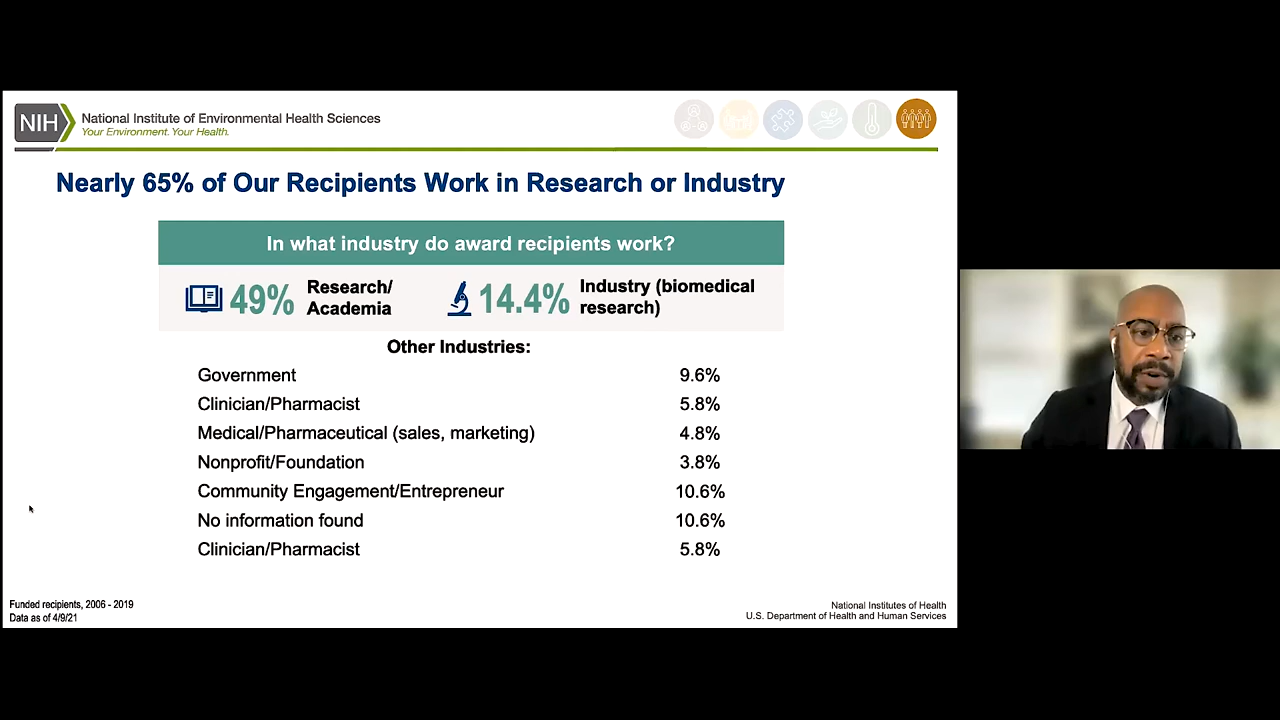 NIH
National Institute of Environmental Health Sciences
Your Environment. Your Health.
Nearly 65% of Our Recipients Work in Research or Industry
In what industry do award recipients work?
49% Research/
Academia
14.4% Industry (biomedical
research)
Other Industries:
Government 9.6%
Clinician/Pharmacist 5.8%
Medical/Pharmaceutical (sales, marketing) 4.8%
Nonprofit/Foundation 3.8%
Community Engagement/Entrepreneur 10.6%
No information found 10.6%
Clinician/Pharmacist 5.8%
Funded recipients, 2006 - 2019
Data as of 4/9/21
National Institutes of Health
U.S. Department of Health and Human Services